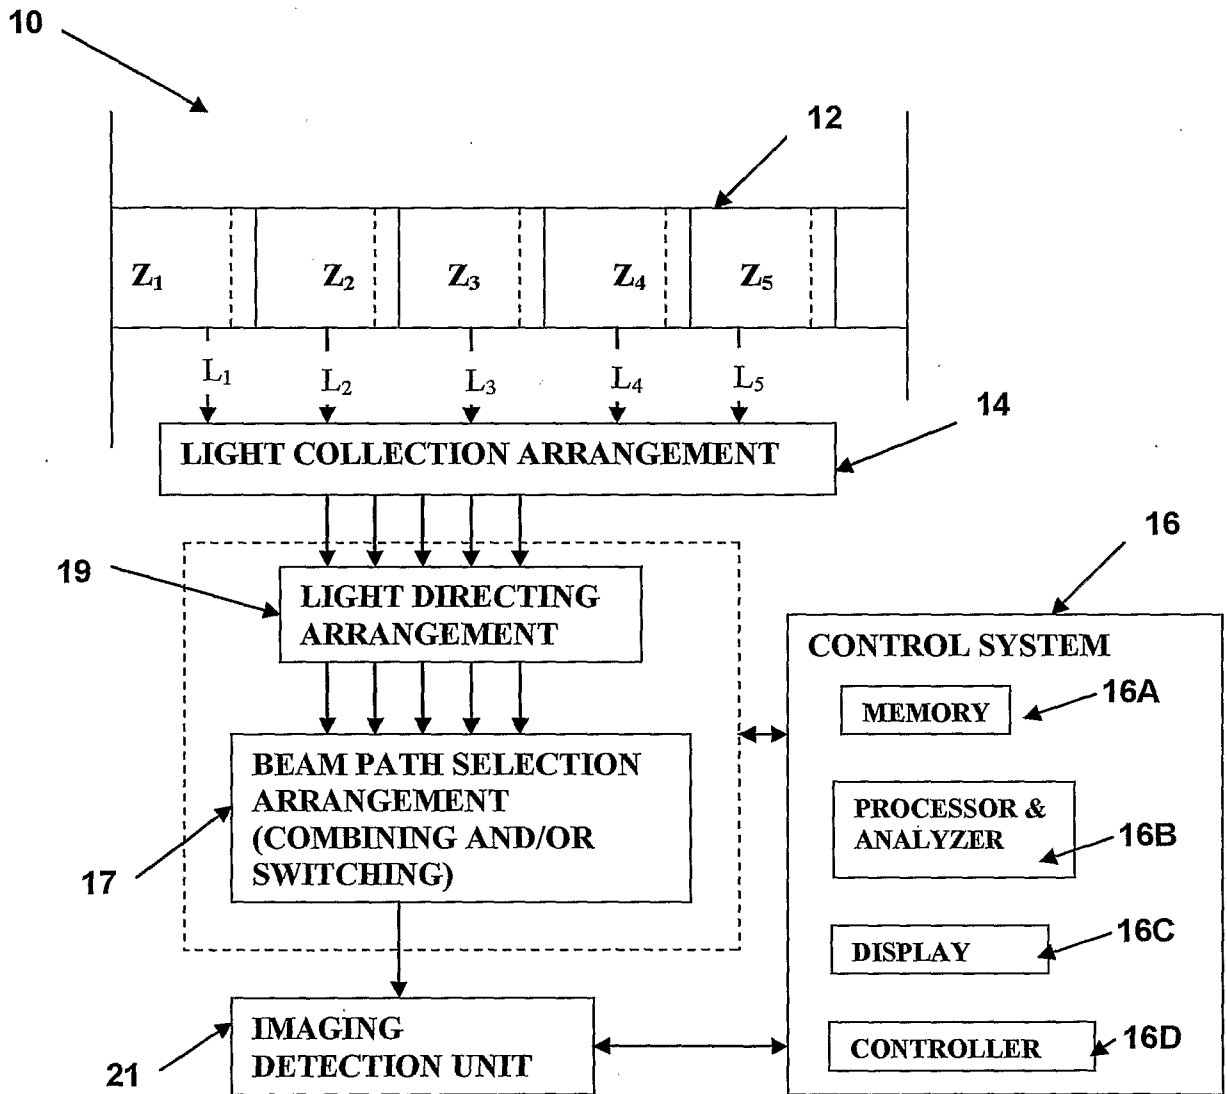 10
12
Z₁ Z₂ Z₃ Z₄ Z₅
L₁ L₂ L₃ L₄ L₅
14
LIGHT COLLECTION ARRANGEMENT
16
19
LIGHT DIRECTING
ARRANGEMENT
CONTROL SYSTEM
16A
MEMORY
BEAM PATH SELECTION
ARRANGEMENT
(COMBINING AND/OR
SWITCHING)
17
PROCESSOR &
ANALYZER
16B
16C
DISPLAY
IMAGING
DETECTION UNIT
21
CONTROLLER
16D